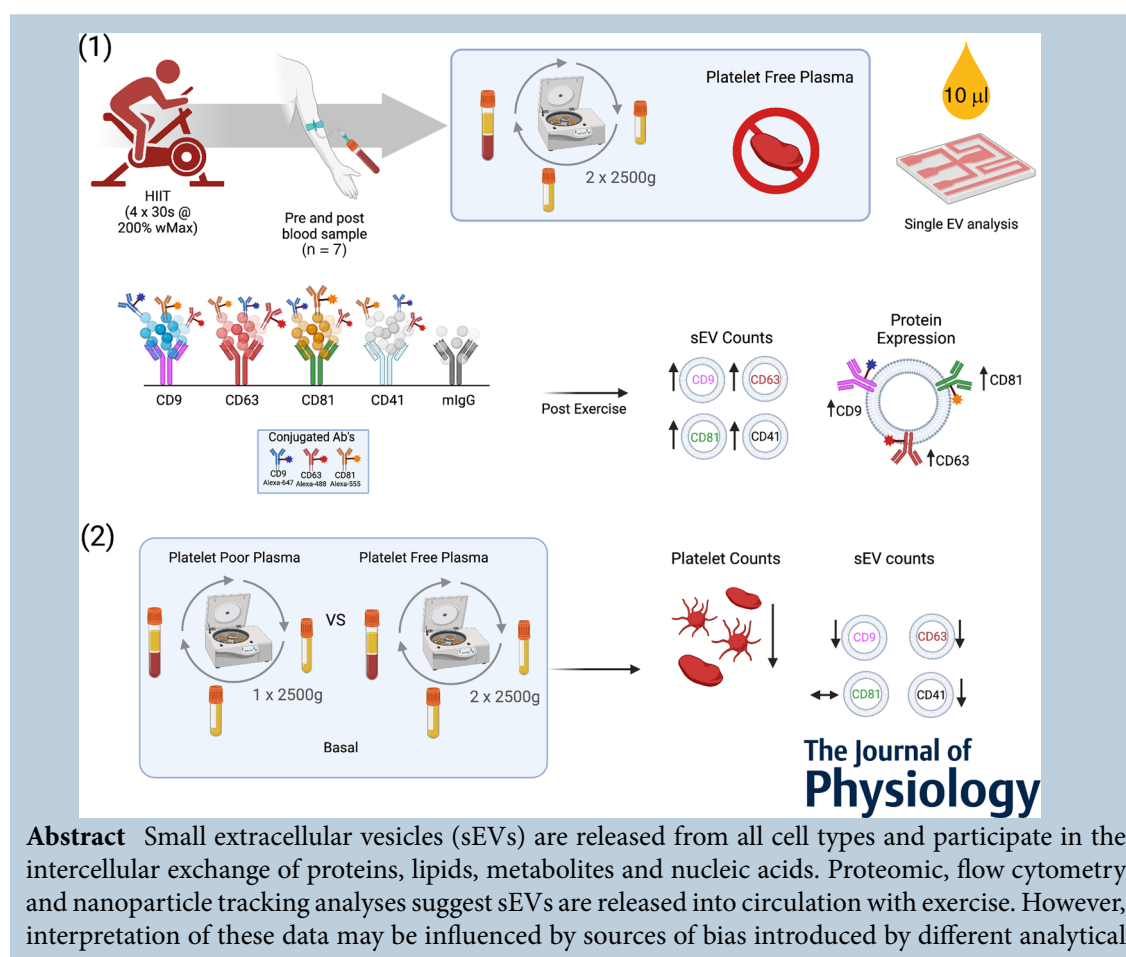 (1)
HIIT
(4 x 30s @
200% wMax)
Pre and post
blood sample
(n = 7)
Platelet Free Plasma
2 x 2500g
10 µl
Single EV analysis
CD9
CD63
CD81
CD41
mIgG
Conjugated Ab's
CD9
Alexa-647
CD63
Alexa-488
CD81
Alexa-555
Post Exercise
sEV Counts
CD9
CD63
CD81
CD41
Protein
Expression
↑CD9
↑CD81
↑CD63
(2)
Platelet Poor Plasma
1 x 2500g
VS
Platelet Free Plasma
2 x 2500g
Basal
Platelet Counts
sEV counts
CD9
CD63
CD81
CD41
The Journal of
Physiology
Abstract Small extracellular vesicles (sEVs) are released from all cell types and participate in the
intercellular exchange of proteins, lipids, metabolites and nucleic acids. Proteomic, flow cytometry
and nanoparticle tracking analyses suggest sEVs are released into circulation with exercise. However,
interpretation of these data may be influenced by sources of bias introduced by different analytical